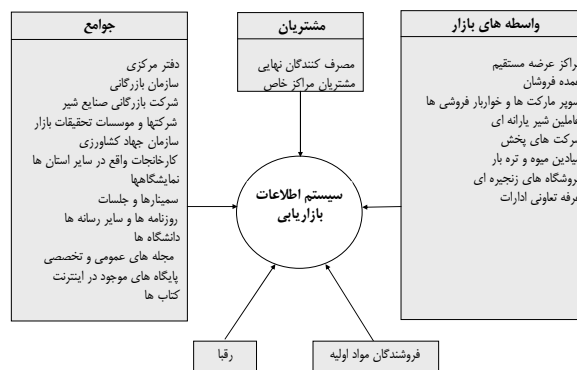 واسطه های بازار
مراکز عرضه مستقیم
عمده فروشان
سوپر مارکت ها و خواربار فروشی ها
عاملین شیر یارانه ای
شرکت های پخش
میادین میوه و تره بار
فروشگاه های زنجیره ای
غرفه تعاونی ادارات
مشتریان
مصرف کنندگان نهایی
مشتریان مراکز خاص
جوامع
دفتر مرکزی
سازمان بازرگانی
شرکت بازرگانی صنایع شیر
شرکتها و موسسات تحقیقات بازار
سازمان جهاد کشاورزی
کارخانجات واقع در سایر استان ها
نمایشگاهها
سمینارها و جلسات
روزنامه ها و سایر رسانه ها
دانشگاه ها
مجله های عمومی و تخصصی
پایگاه های موجود در اینترنت
کتاب ها
سیستم اطلاعات
بازاریابی
فروشندگان مواد اولیه
رقبا